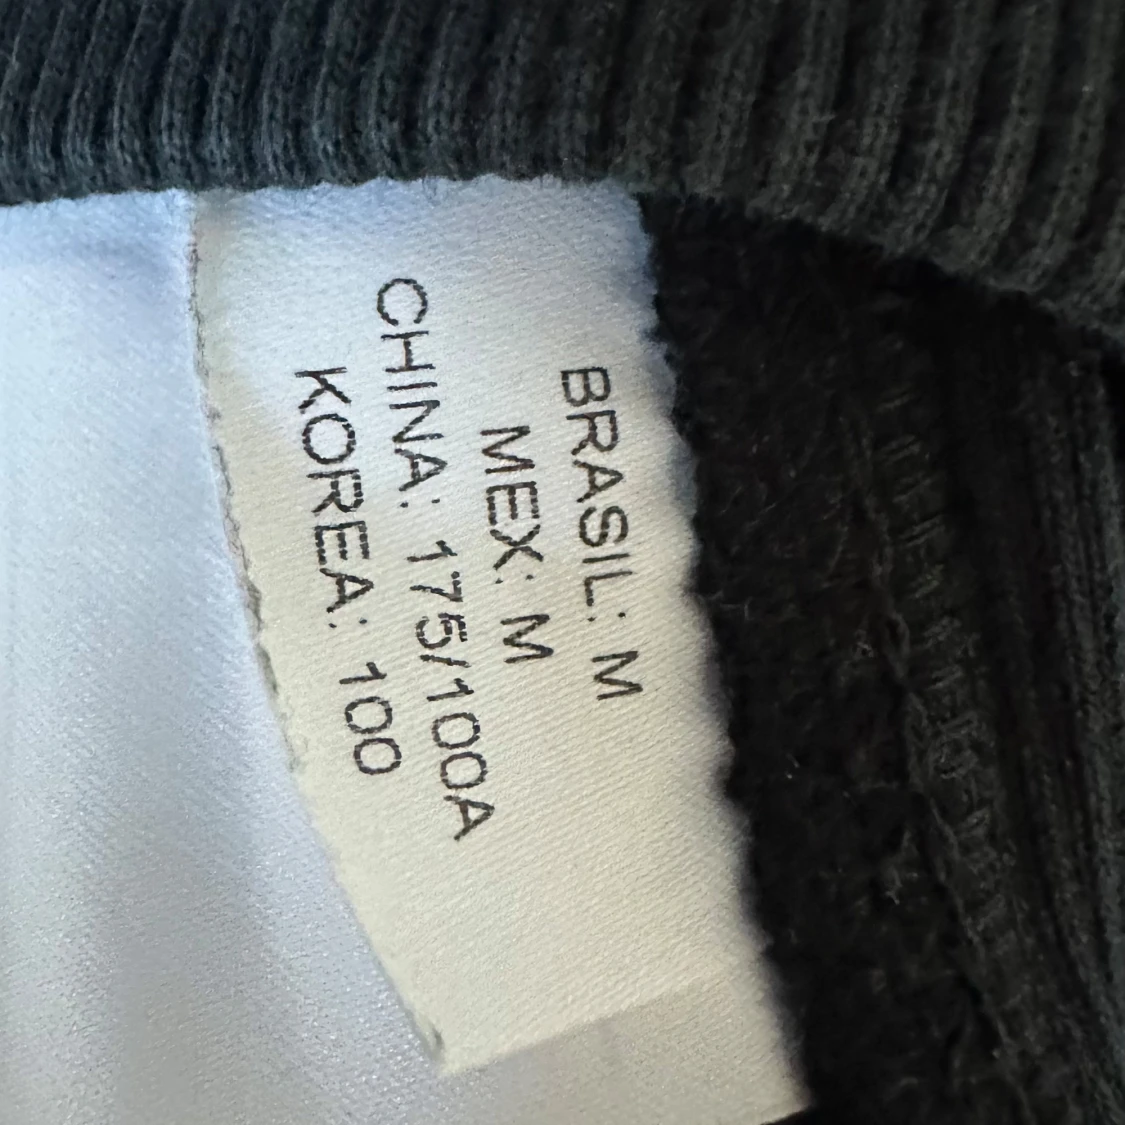 BRASIL: M
MEX: M
CHINA: 175/100A
KOREA: 100